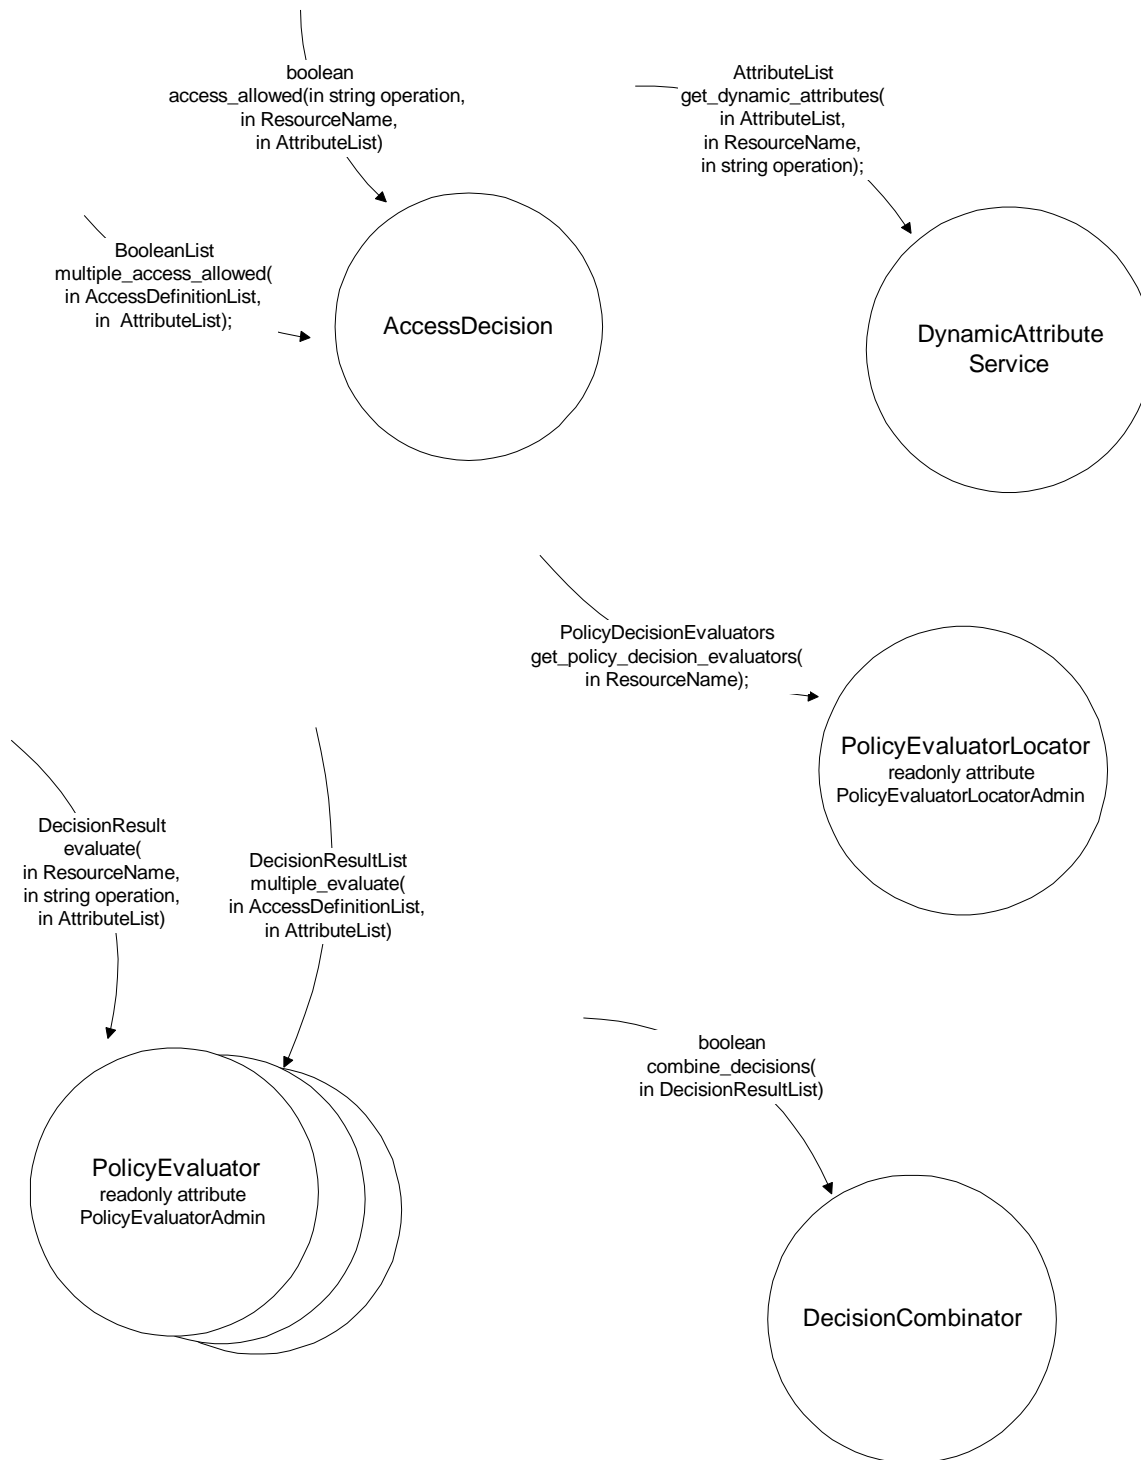 boolean
access_allowed(in string operation,
in ResourceName,
in AttributeList)
AttributeList
get_dynamic_attributes(
in AttributeList,
in ResourceName,
in string operation);
BooleanList
multiple_access_allowed(
in AccessDefinitionList,
in  AttributeList);
AccessDecision
DynamicAttribute
Service
PolicyDecisionEvaluators
get_policy_decision_evaluators(
in ResourceName);
PolicyEvaluatorLocator
readonly attribute
PolicyEvaluatorLocatorAdmin
DecisionResult
evaluate(
in ResourceName,
in string operation,
in AttributeList)
DecisionResultList
multiple_evaluate(
in AccessDefinitionList,
in AttributeList)
boolean
combine_decisions(
in DecisionResultList)
PolicyEvaluator
readonly attribute
PolicyEvaluatorAdmin
DecisionCombinator